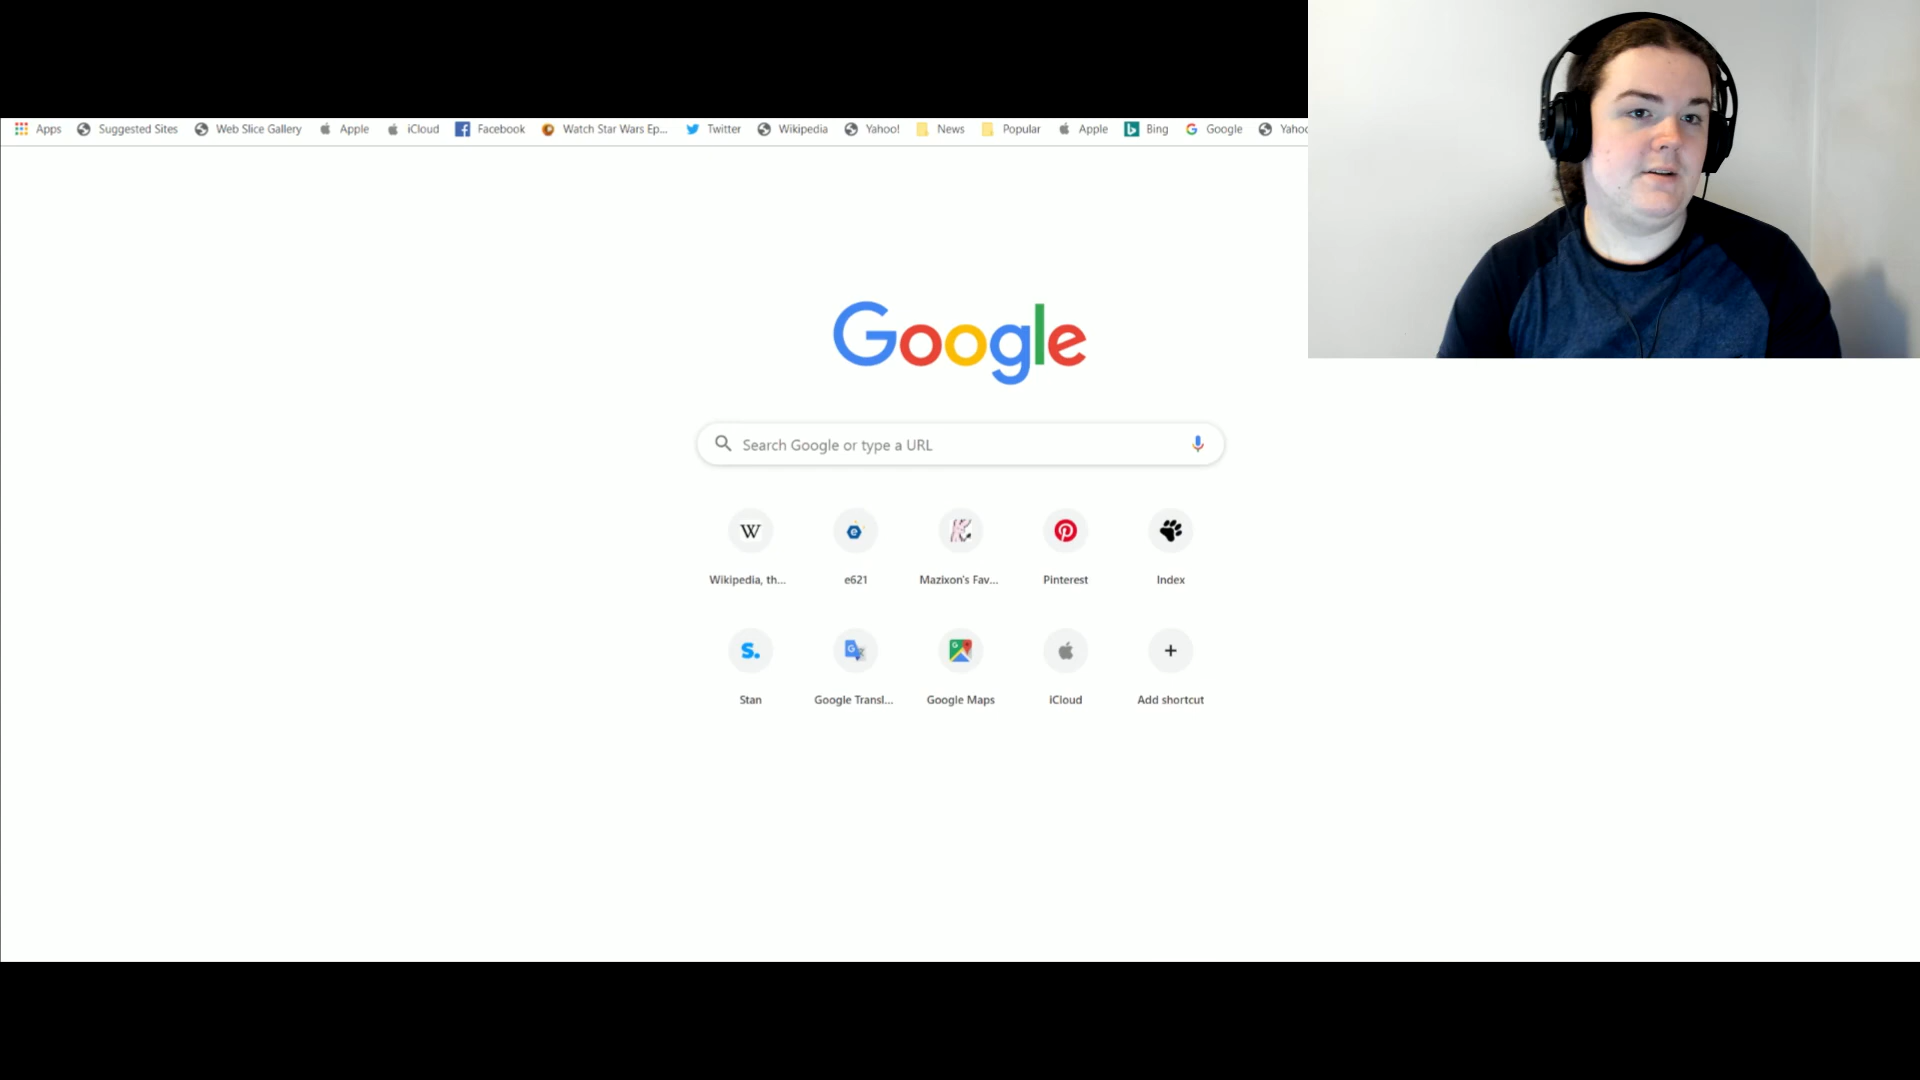 Apps Suggested Sites Web Slice Gallery Apple iCloud Facebook Watch Star Wars Ep... Twitter Wikipedia Yahoo! News Popular Apple Bing Google Yahoo
Google
Search Google or type a URL
Wikipedia, th... e621 Mazixon's Fav... Pinterest Index
Stan Google Transl... Google Maps iCloud Add shortcut